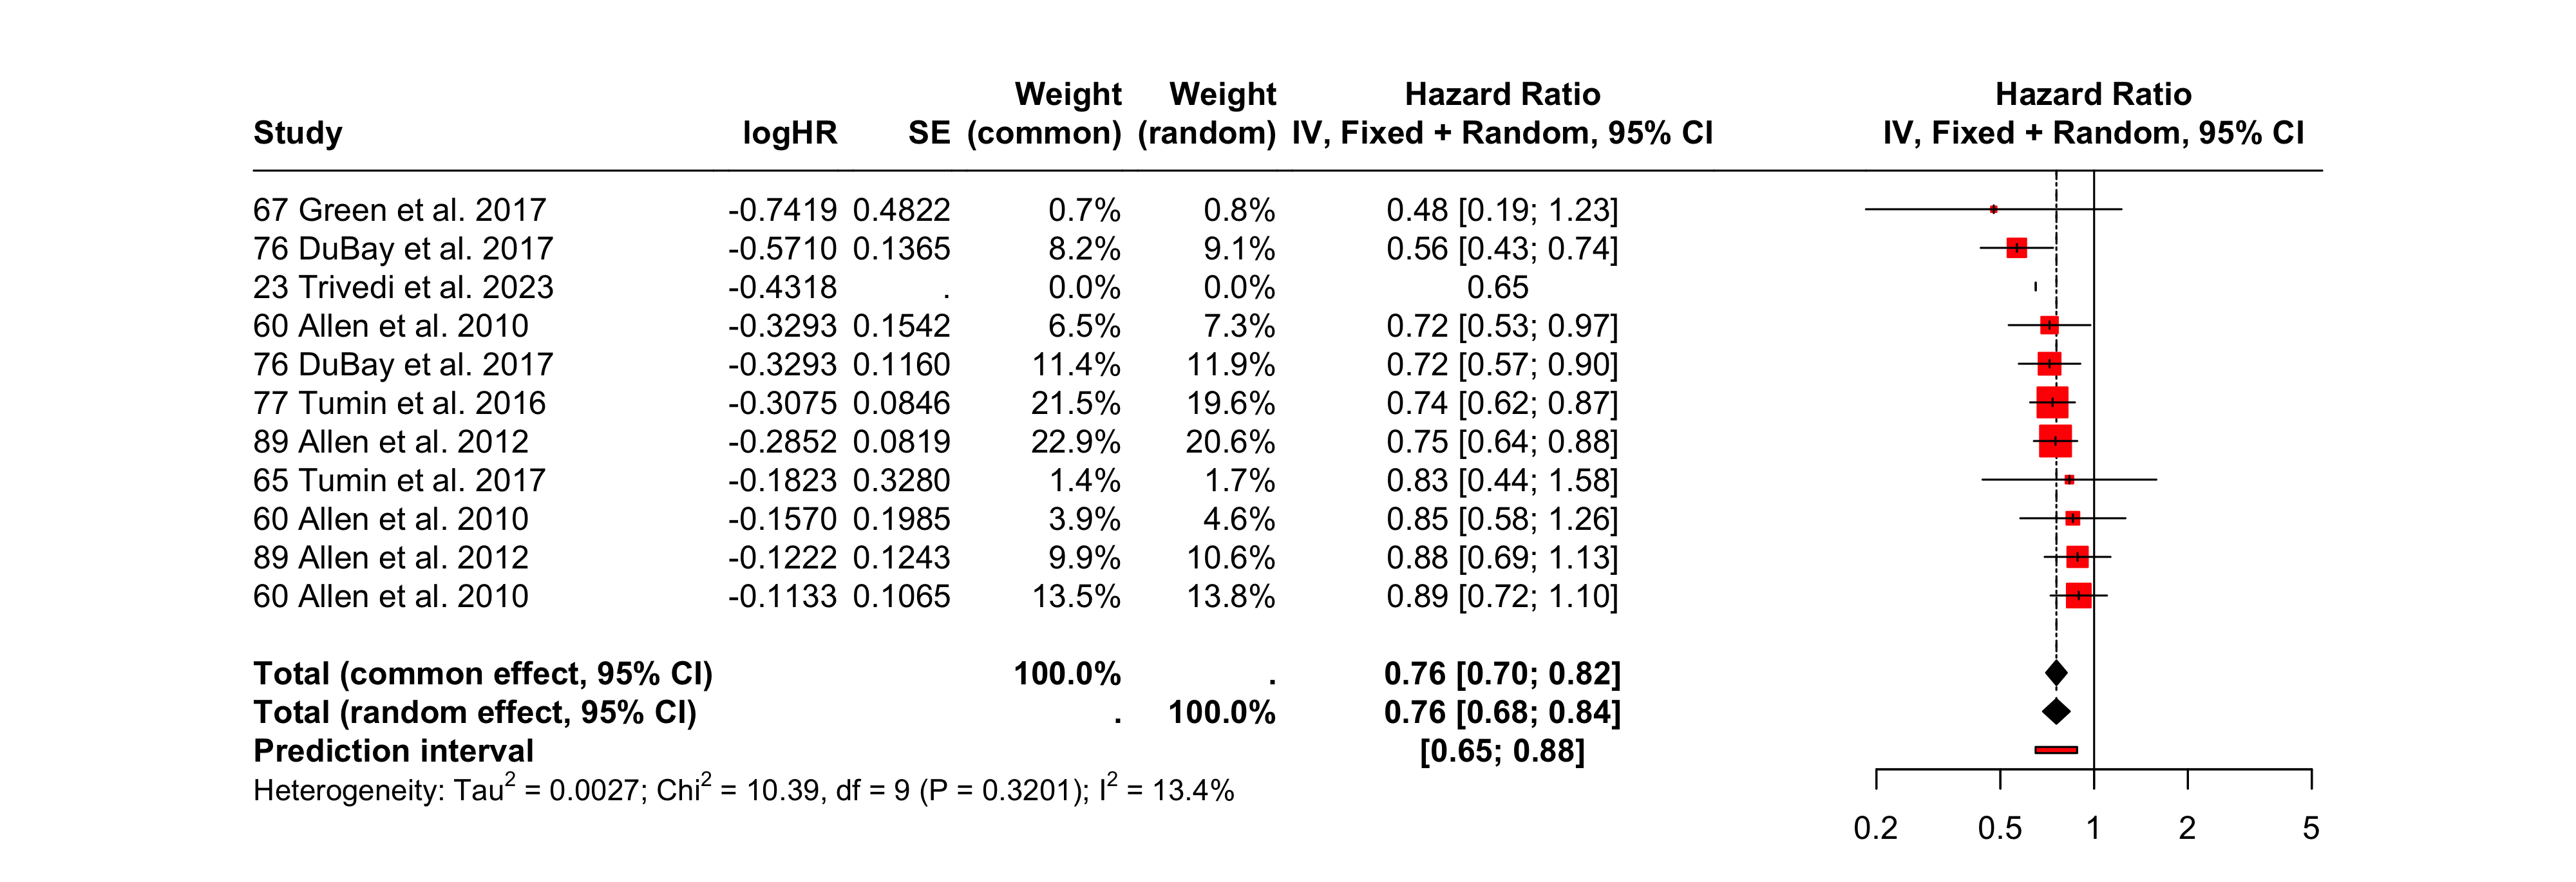 Weight Weight Hazard Ratio Hazard Ratio
Study logHR SE (common) (random) IV, Fixed + Random, 95% CI IV, Fixed + Random, 95% CI
67 Green et al. 2017 -0.7419 0.4822 0.7% 0.8% 0.48 [0.19; 1.23]
76 DuBay et al. 2017 -0.5710 0.1365 8.2% 9.1% 0.56 [0.43; 0.74]
23 Trivedi et al. 2023 -0.4318 . 0.0% 0.0% 0.65
60 Allen et al. 2010 -0.3293 0.1542 6.5% 7.3% 0.72 [0.53; 0.97]
76 DuBay et al. 2017 -0.3293 0.1160 11.4% 11.9% 0.72 [0.57; 0.90]
77 Tumin et al. 2016 -0.3075 0.0846 21.5% 19.6% 0.74 [0.62; 0.87]
89 Allen et al. 2012 -0.2852 0.0819 22.9% 20.6% 0.75 [0.64; 0.88]
65 Tumin et al. 2017 -0.1823 0.3280 1.4% 1.7% 0.83 [0.44; 1.58]
60 Allen et al. 2010 -0.1570 0.1985 3.9% 4.6% 0.85 [0.58; 1.26]
89 Allen et al. 2012 -0.1222 0.1243 9.9% 10.6% 0.88 [0.69; 1.13]
60 Allen et al. 2010 -0.1133 0.1065 13.5% 13.8% 0.89 [0.72; 1.10]
Total (common effect, 95% CI) 100.0% . 0.76 [0.70; 0.82]
Total (random effect, 95% CI) . 100.0% 0.76 [0.68; 0.84]
Prediction interval [0.65; 0.88]
Heterogeneity: Tau² = 0.0027; Chi² = 10.39, df = 9 (P = 0.3201); I² = 13.4%
0.2 0.5 1 2 5